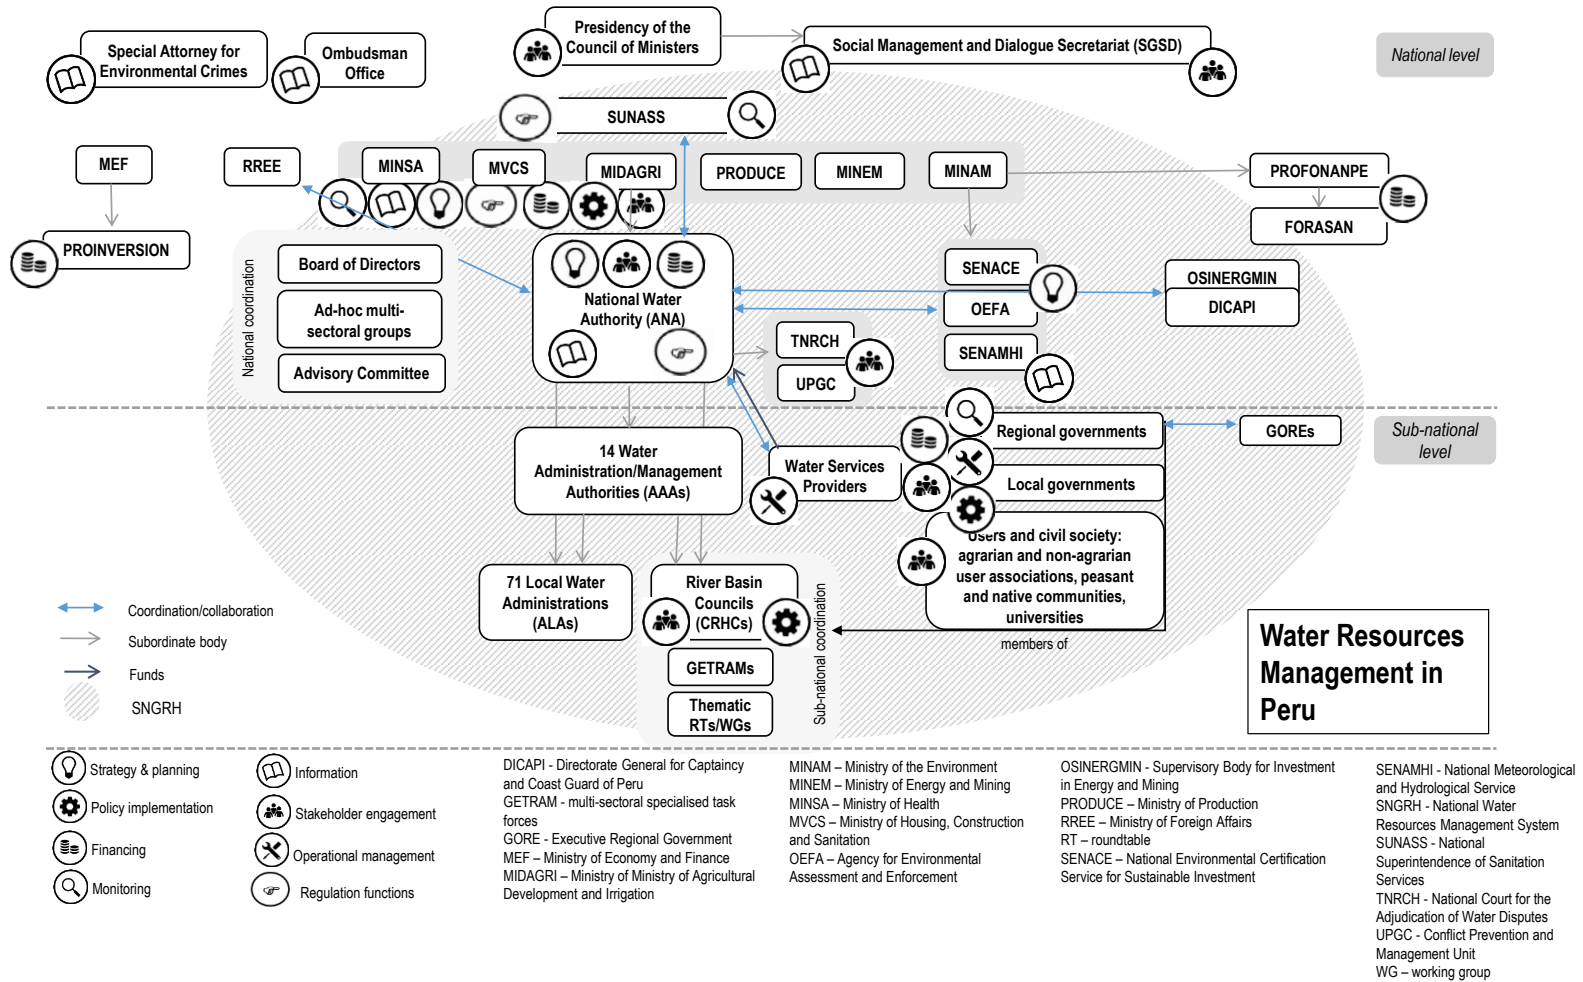 Special Attorney for
Environmental Crimes
Ombudsman
Office
Presidency of the
Council of Ministers
Social Management and Dialogue Secretariat (SGSD)
National level
SUNASS
MEF
RREE
MINSA
MVCS
MIDAGRI
PRODUCE
MINEM
MINAM
PROFONANPE
FORASAN
PROINVERSION
National coordination
Board of Directors
Ad-hoc multi-
sectoral groups
Advisory Committee
National Water
Authority (ANA)
SENACE
OEFA
SENAMHI
OSINERGMIN
DICAPI
TNRCH
UPGC
14 Water
Administration/Management
Authorities (AAAs)
Water Services
Providers
Regional governments
Local governments
GOREs
Sub-national
level
Users and civil society:
agrarian and non-agrarian
user associations, peasant
and native communities,
universities
members of
71 Local Water
Administrations
(ALAs)
River Basin
Councils
(CRHCs)
GETRAMs
Thematic
RTs/WGs
Sub-national coordination
Coordination/collaboration
Subordinate body
Funds
SNGRH
Water Resources
Management in
Peru
Strategy & planning
Policy implementation
Financing
Monitoring
Information
Stakeholder engagement
Operational management
Regulation functions
DICAPI - Directorate General for Captaincy
and Coast Guard of Peru
GETRAM - multi-sectoral specialised task
forces
GORE - Executive Regional Government
MEF – Ministry of Economy and Finance
MIDAGRI – Ministry of Ministry of Agricultural
Development and Irrigation
MINAM – Ministry of the Environment
MINEM – Ministry of Energy and Mining
MINSA – Ministry of Health
MVCS – Ministry of Housing, Construction
and Sanitation
OEFA – Agency for Environmental
Assessment and Enforcement
OSINERGMIN - Supervisory Body for Investment
in Energy and Mining
PRODUCE – Ministry of Production
RREE – Ministry of Foreign Affairs
RT – roundtable
SENACE – National Environmental Certification
Service for Sustainable Investment
SENAMHI - National Meteorological
and Hydrological Service
SNGRH - National Water
Resources Management System
SUNASS - National
Superintendence of Sanitation
Services
TNRCH - National Court for the
Adjudication of Water Disputes
UPGC - Conflict Prevention and
Management Unit
WG – working group